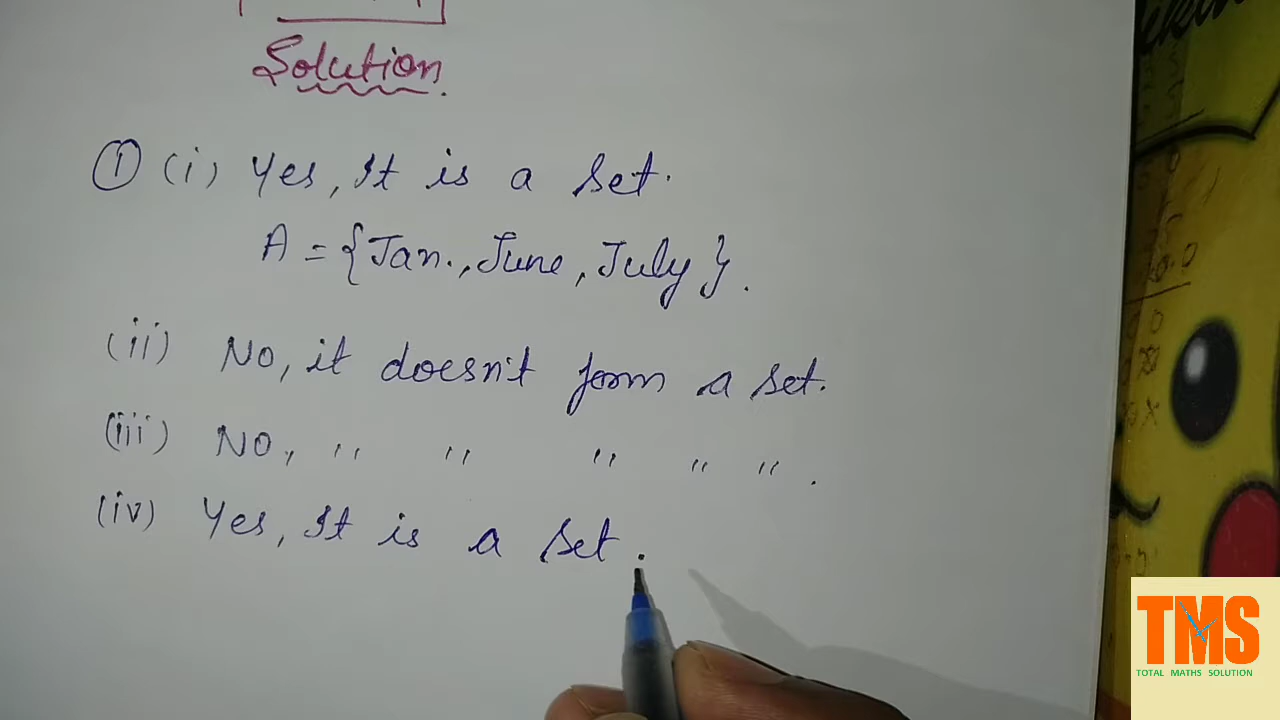 Solution.
① (i) Yes, It is a set.
A = {Jan., June, July}.
(ii) No, it doesn't form a set.
(iii) No, " " " " ".
(iv) Yes, It is a set.
TMS
TOTAL MATHS SOLUTION